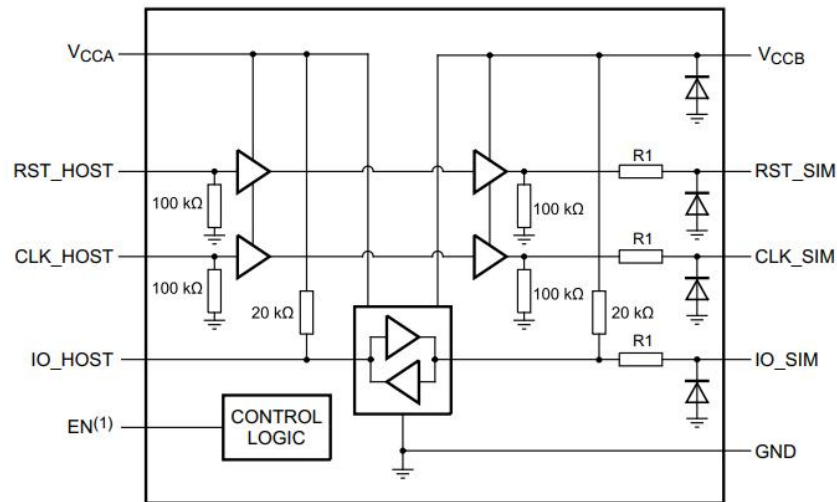 VCCA
VCCB
RST_HOST
R1
RST_SIM
100 kΩ
100 kΩ
CLK_HOST
R1
CLK_SIM
100 kΩ
20 kΩ
100 kΩ
20 kΩ
IO_HOST
R1
IO_SIM
EN(1)
CONTROL
LOGIC
GND